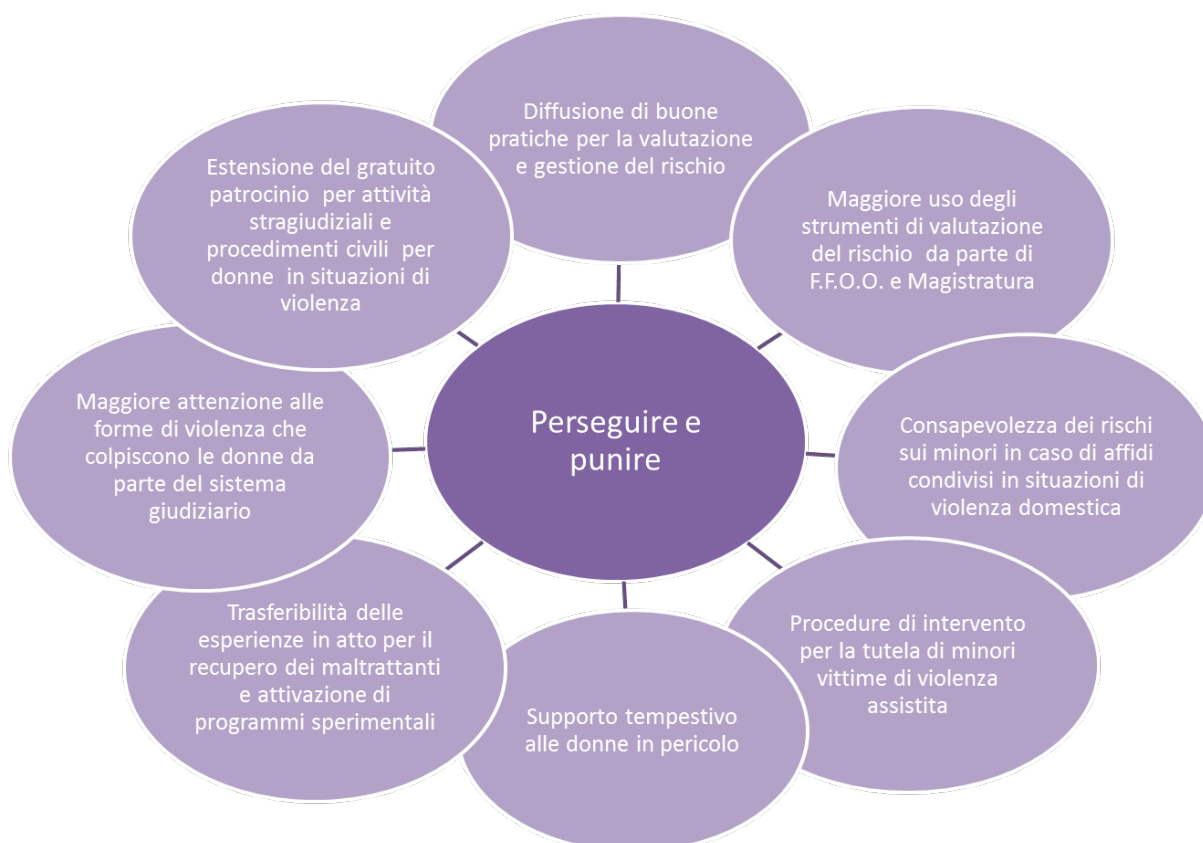 Diffusione di buone
pratiche per la valutazione
e gestione del rischio
Maggiore uso degli
strumenti di valutazione
del rischio da parte di
F.F.O.O. e Magistratura
Consapevolezza dei rischi
sui minori in caso di affidi
condivisi in situazioni di
violenza domestica
Procedure di intervento
per la tutela di minori
vittime di violenza
assistita
Supporto tempestivo
alle donne in pericolo
Trasferibilità delle
esperienze in atto per il
recupero dei maltrattanti
e attivazione di
programmi sperimentali
Maggiore attenzione alle
forme di violenza che
colpiscono le donne da
parte del sistema
giudiziario
Estensione del gratuito
patrocinio per attività
stragiudiziali e
procedimenti civili per
donne in situazioni di
violenza
Perseguire e
punire